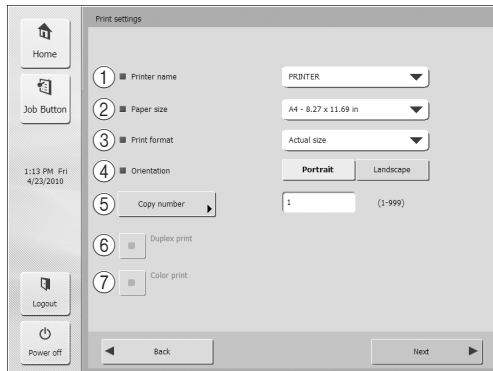 Print settings
Home
Job Button
1:13 PM Fri
4/23/2010
Logout
Power off
1 Printer name PRINTER
2 Paper size A4 - 8.27 x 11.69 in
3 Print format Actual size
4 Orientation Portrait Landscape
5 Copy number 1 (1-999)
6 Duplex print
7 Color print
Back Next